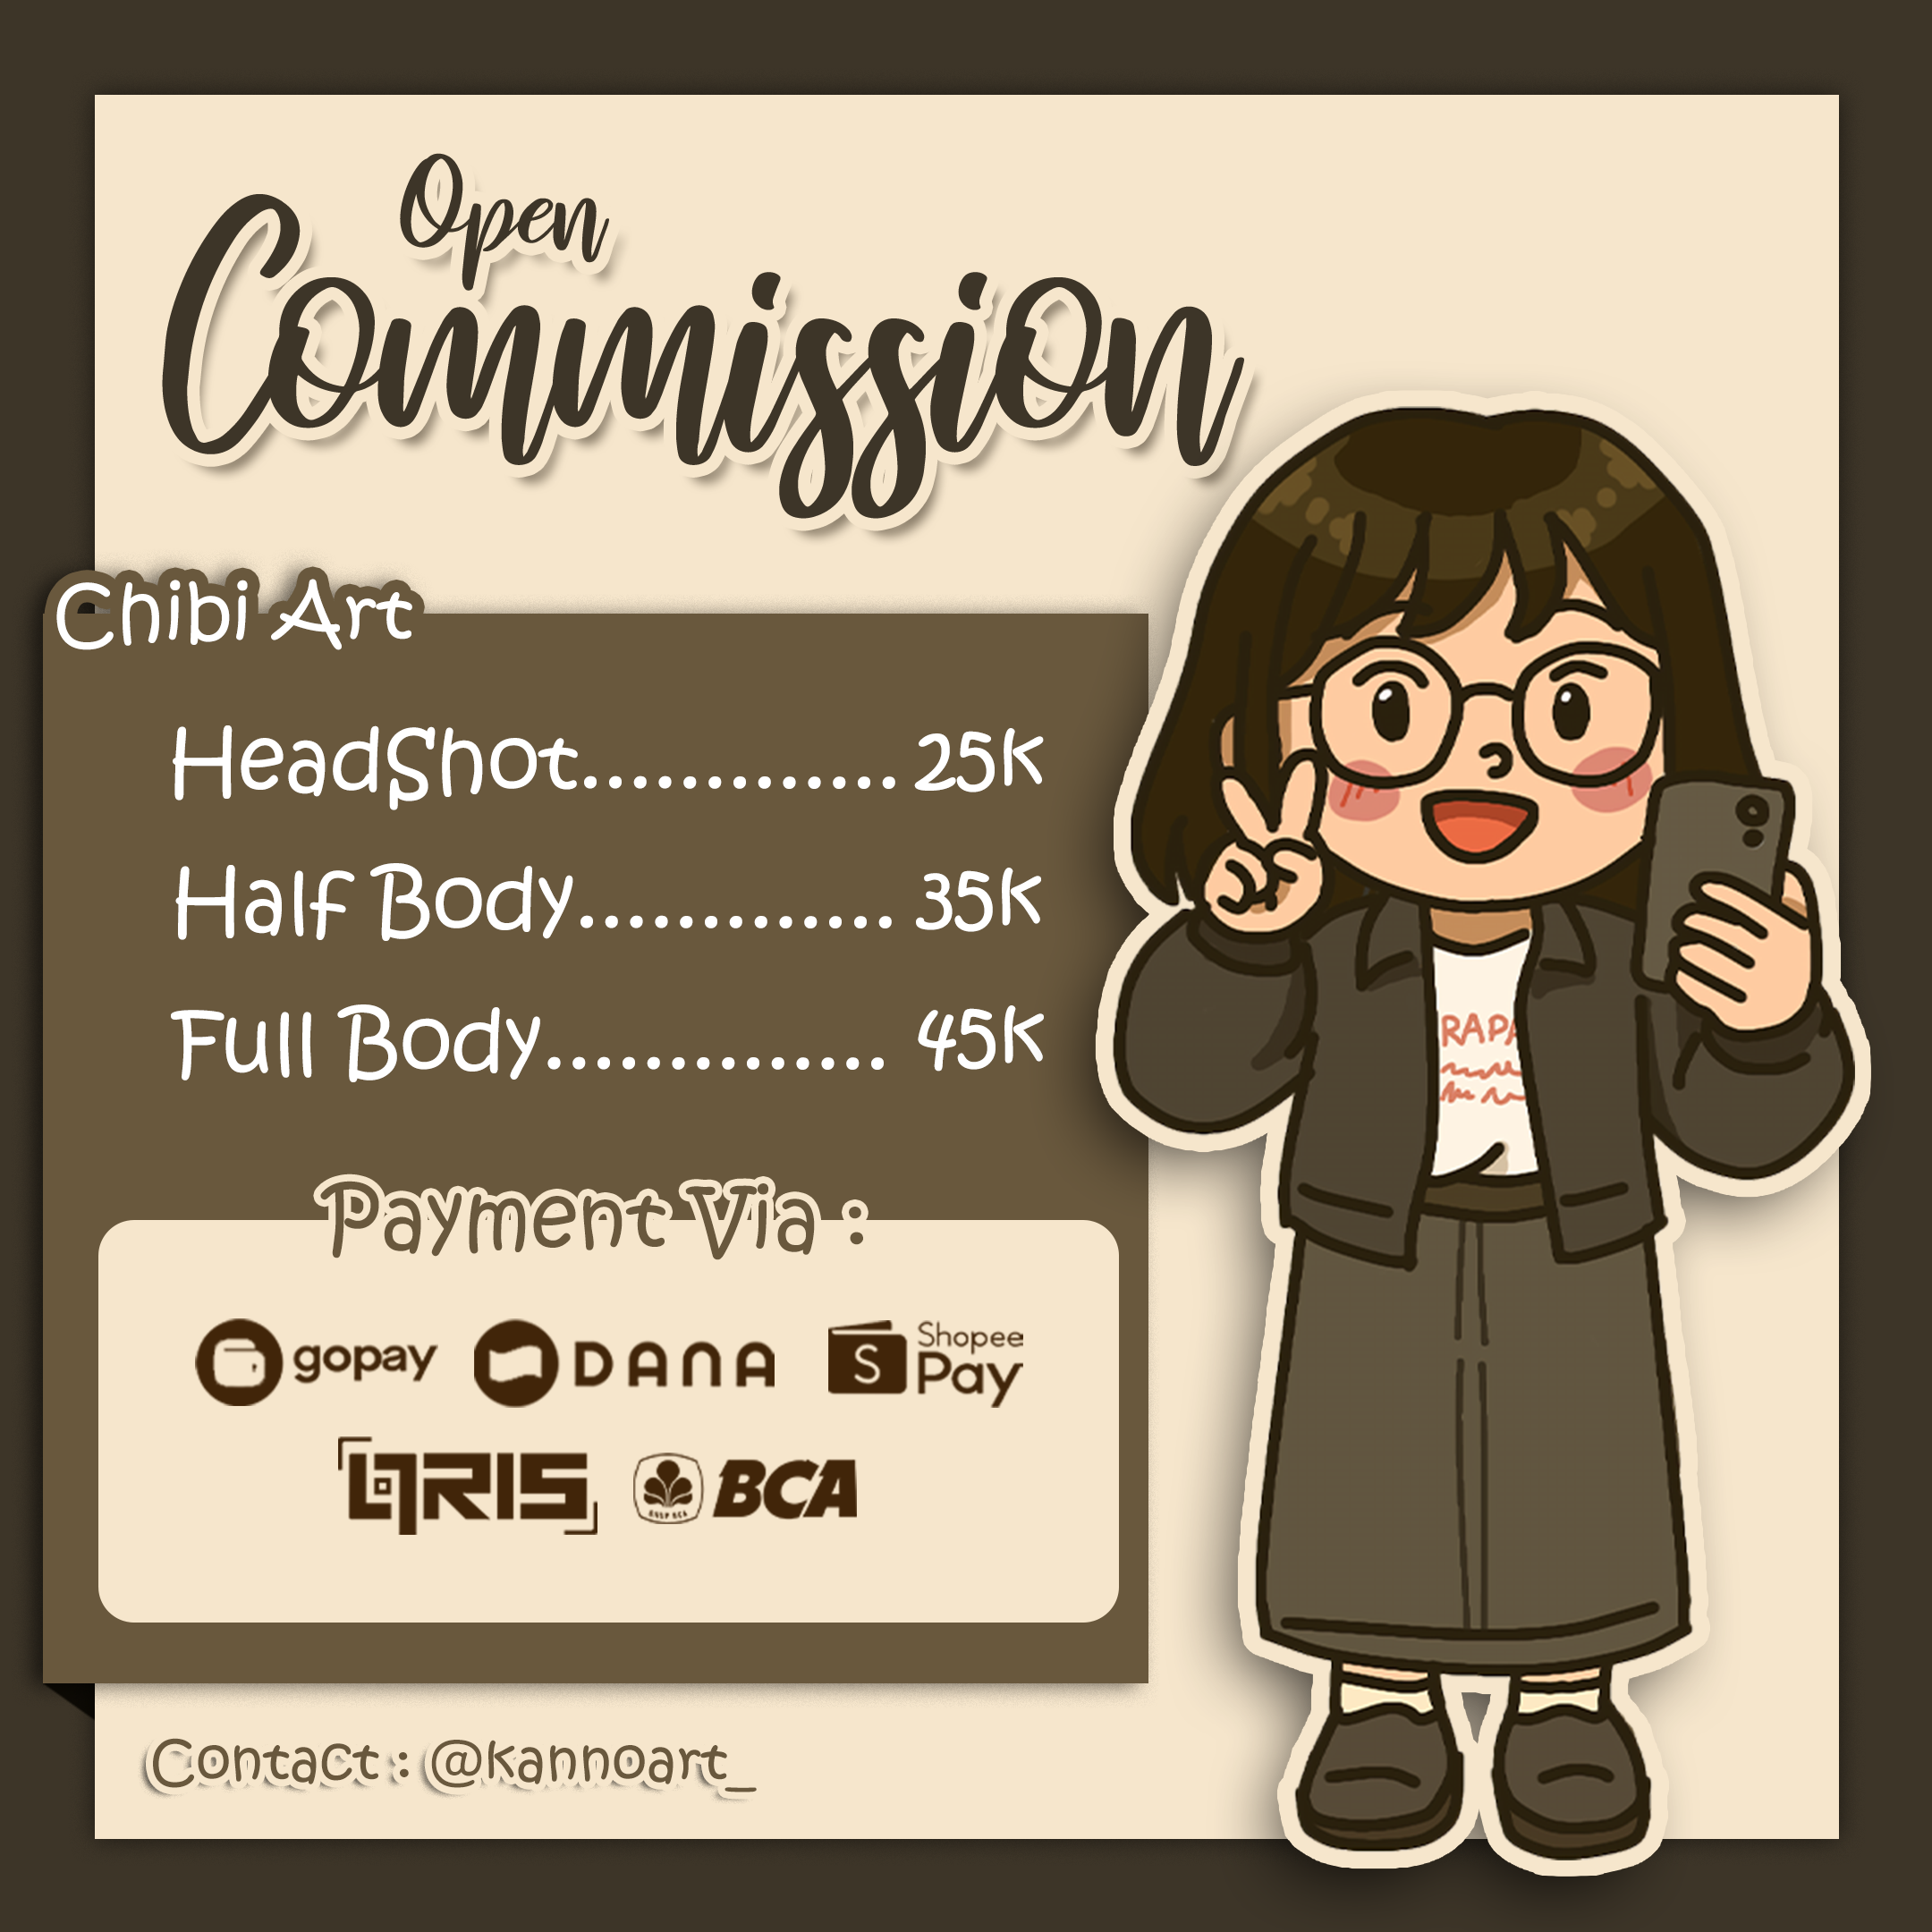 Open
Commission
Chibi Art
HeadShot............. 25K
Half Body............. 35K
Full Body.............. 45K
Payment Via :
gopay DANA Shopee Pay
QRIS BCA
Contact : @kannoart_
RAPA